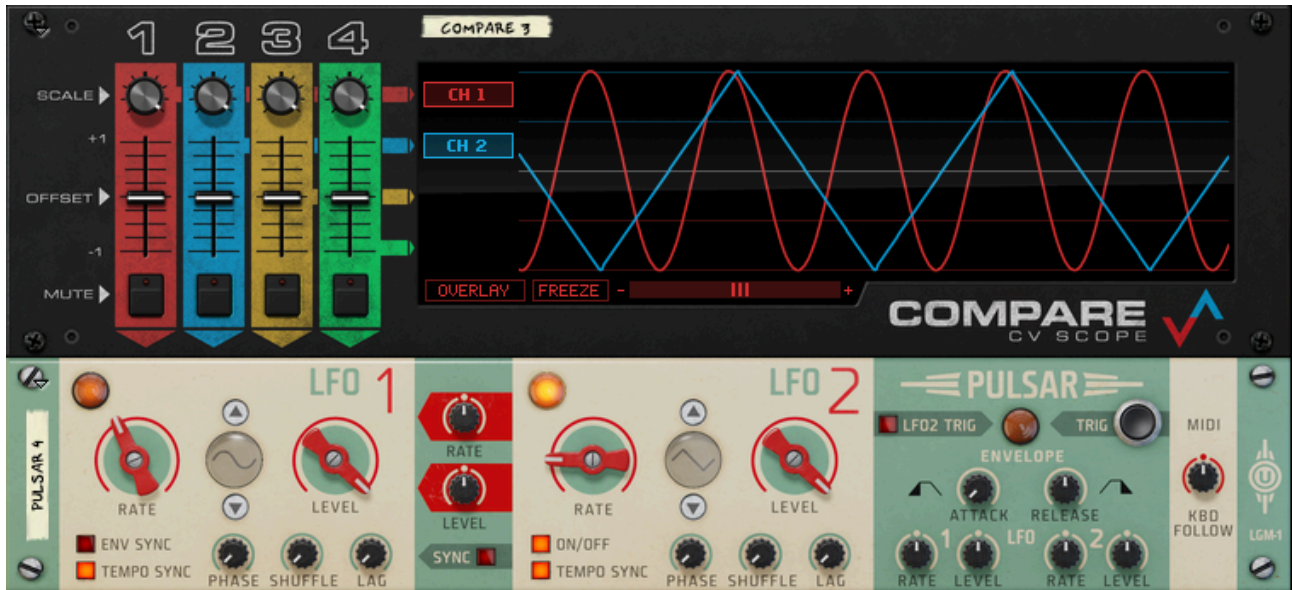 1 2 3 4
COMPARE 3
SCALE
+1
OFFSET
-1
MUTE
CH 1
CH 2
OVERLAY FREEZE - +
COMPARE
CV SCOPE
PULSAR 4
LFO 1
RATE
LEVEL
ENV SYNC
TEMPO SYNC
PHASE SHUFFLE LAG
RATE
LEVEL
SYNC
LFO 2
RATE
LEVEL
ON/OFF
TEMPO SYNC
PHASE SHUFFLE LAG
PULSAR
LFO2 TRIG TRIG
ENVELOPE
ATTACK RELEASE
1 LFO 2
RATE LEVEL RATE LEVEL
MIDI
KBD
FOLLOW
U
LGM-1